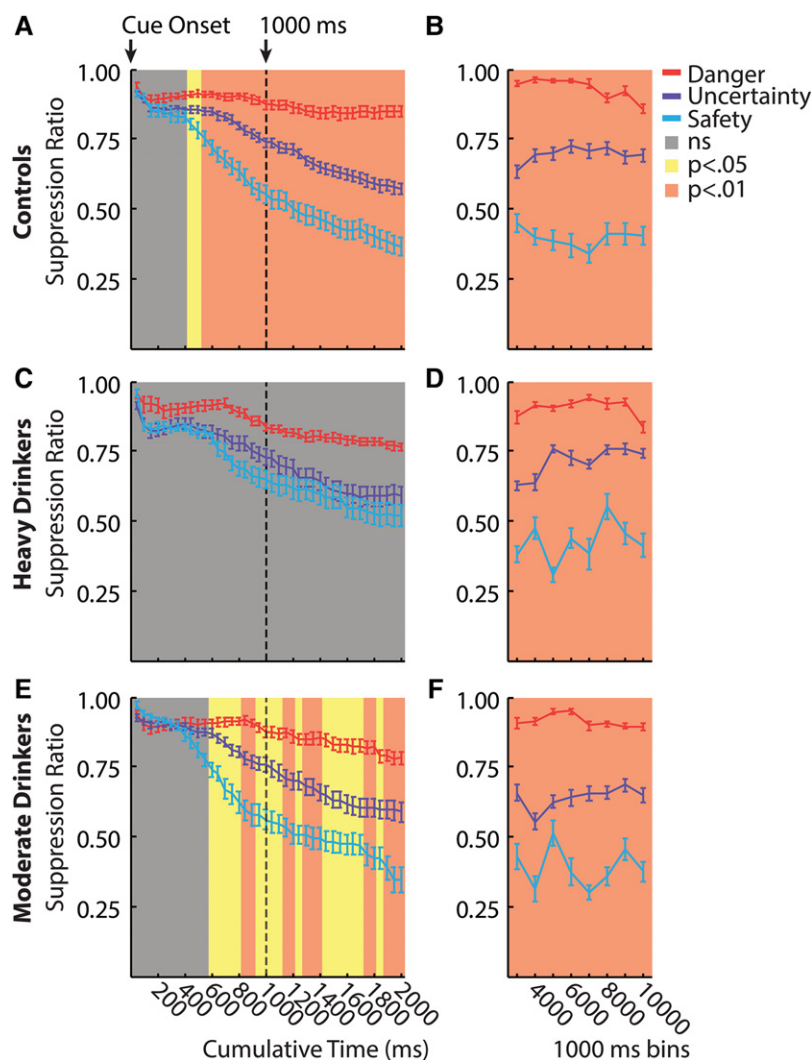 A
Cue Onset
1000 ms
B
1.00
0.75
0.50
0.25
Controls
Suppression Ratio
1.00
0.75
0.50
0.25
Danger
Uncertainty
Safety
ns
p<.05
p<.01
C
1.00
0.75
0.50
0.25
Heavy Drinkers
Suppression Ratio
D
1.00
0.75
0.50
0.25
E
1.00
0.75
0.50
0.25
Moderate Drinkers
Suppression Ratio
F
1.00
0.75
0.50
0.25
200 400 600 800 1000 1200 1400 1600 1800 2000
Cumulative Time (ms)
4000 6000 8000 10000
1000 ms bins